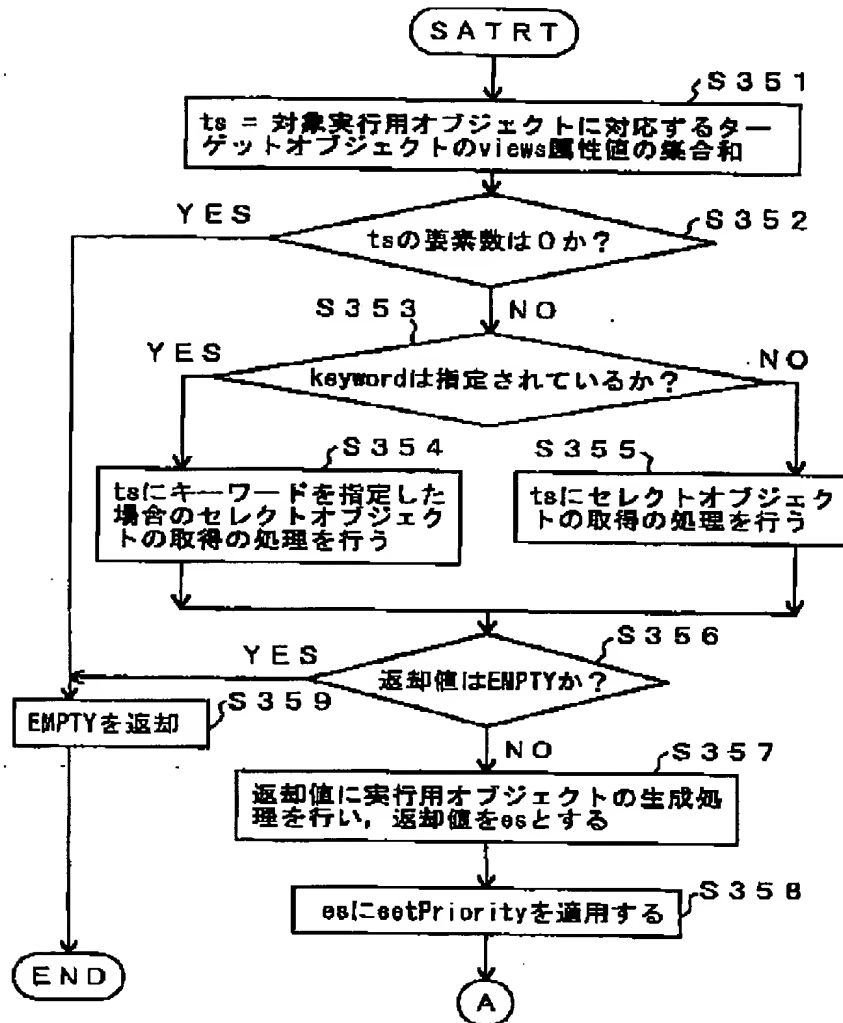 SATRT
S351
ts = 対象実行用オブジェクトに対応するター
ゲットオブジェクトのviews属性値の集合和
YES
S352
tsの要素数は0か?
NO
S353
YES
NO
keywordは指定されているか?
S354
S355
tsにキーワードを指定した
場合のセレクトオブジェク
トの取得の処理を行う
tsにセレクトオブジェク
トの取得の処理を行う
S356
YES
返却値はEMPTYか?
S359
EMPTYを返却
NO
S357
返却値に実行用オブジェクトの生成処
理を行い,返却値をesとする
S358
esにsetPriorityを適用する
END
A